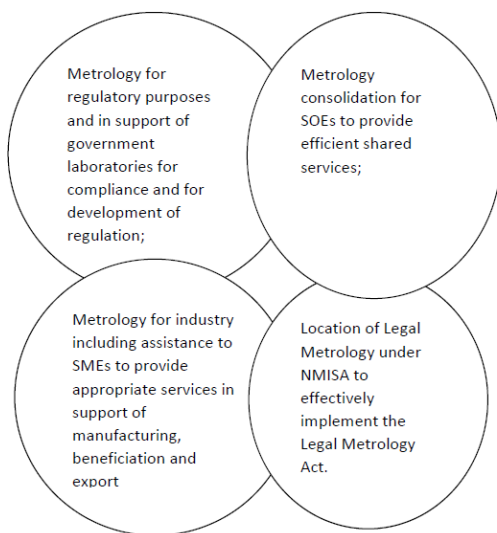 Metrology for
regulatory purposes
and in support of
government
laboratories for
compliance and for
development of
regulation;
Metrology
consolidation for
SOEs to provide
efficient shared
services;
Metrology for industry
including assistance to
SMEs to provide
appropriate services in
support of
manufacturing,
beneficiation and
export
Location of Legal
Metrology under
NMISA to
effectively
implement the
Legal Metrology
Act.